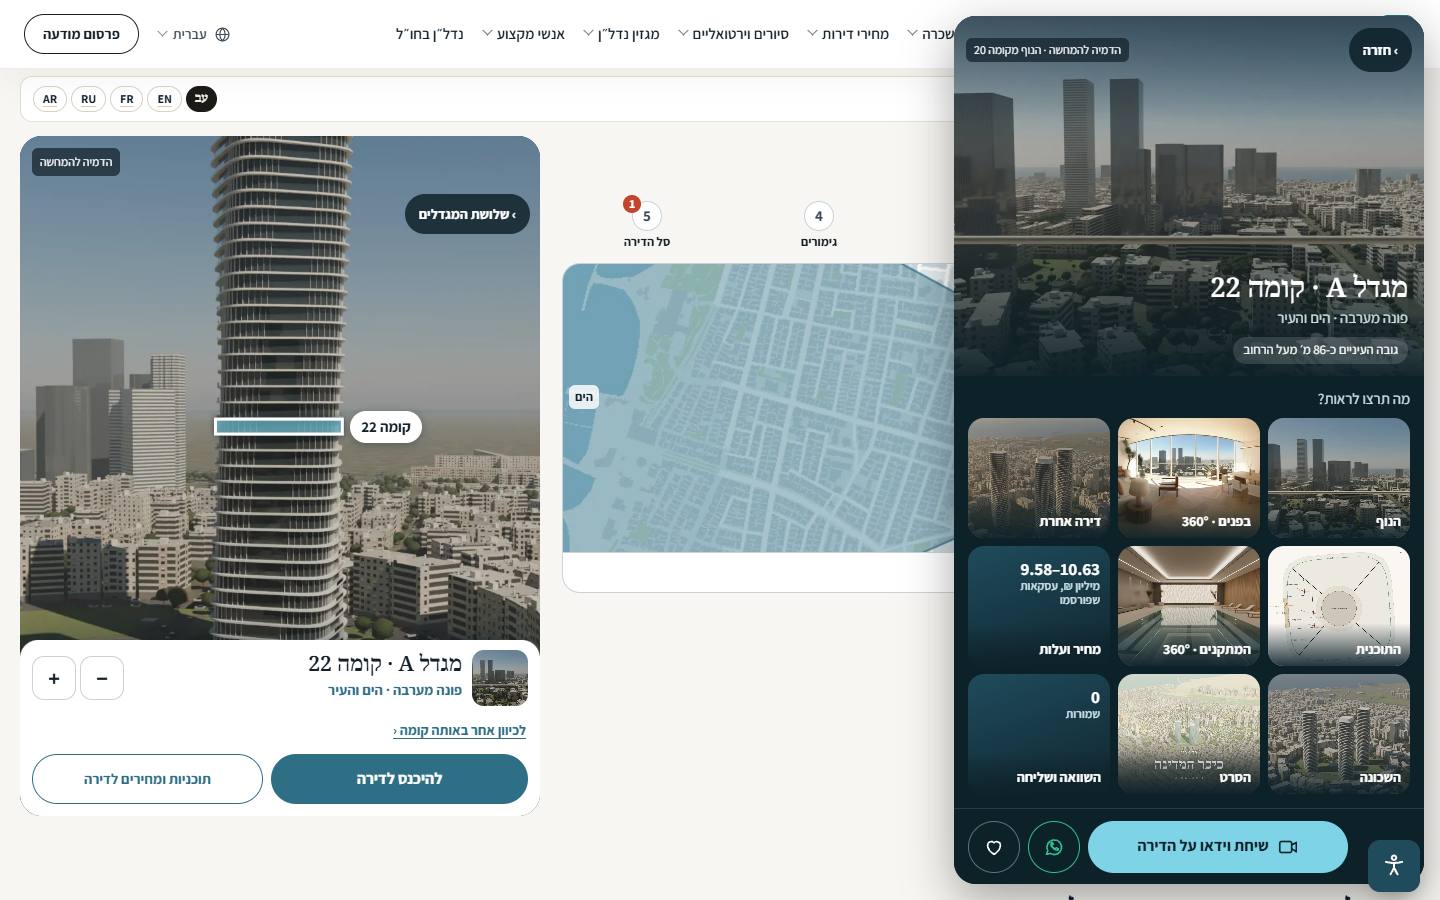 שכרה
מחירי דירות
סיורים וירטואליים
מגזין נדל״ן
אנשי מקצוע
נדל״ן בחו״ל
עברית
פרסום מודעה
עב
EN
FR
RU
AR
‹ חזרה
הדמיה להמחשה · הנוף מקומה 20
מגדל A · קומה 22
פונה מערבה · הים והעיר
גובה העיניים כ-86 מ׳ מעל הרחוב
מה תרצו לראות?
הנוף
בפנים · 360°
דירה אחרת
התוכנית
המתקנים · 360°
9.58–10.63
מיליון ₪, עסקאות
שפורסמו
מחיר ועלות
השכונה
כיכר המדינה
הסרט
0
שמורות
השוואה ושליחה
שיחת וידאו על הדירה
4
גימורים
1
5
סל הדירה
הים
הדמיה להמחשה
‹ שלושת המגדלים
קומה 22
מגדל A · קומה 22
פונה מערבה · הים והעיר
+
−
לכיוון אחר באותה קומה ‹
להיכנס לדירה
תוכניות ומחירים לדירה